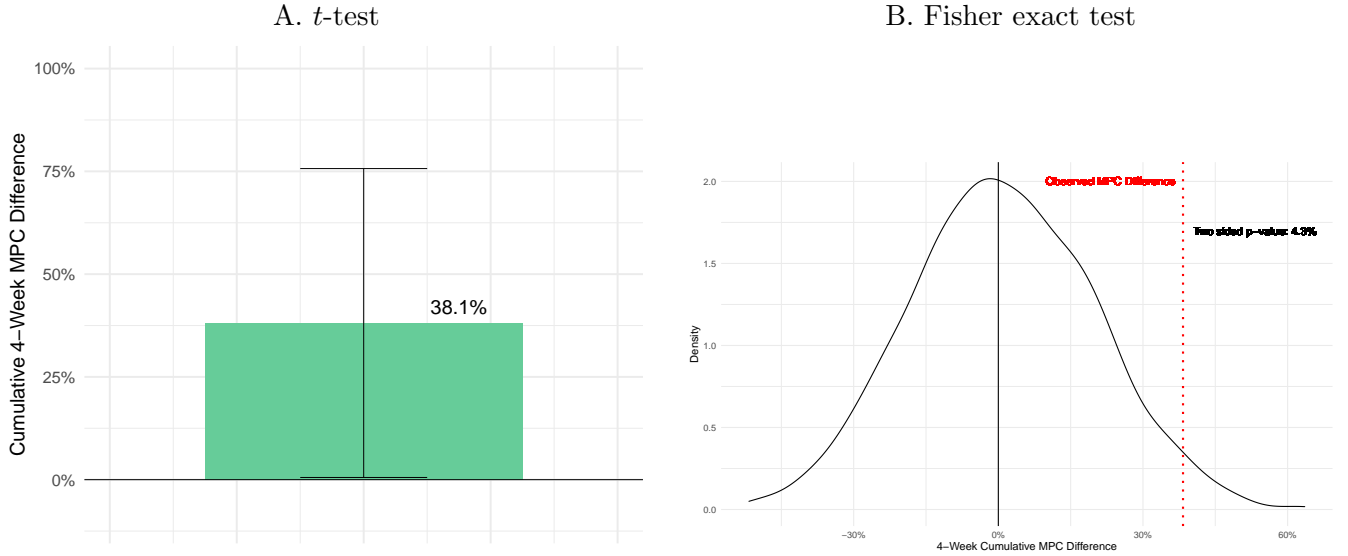 A. t-test
100%
75%
50%
25%
0%
Cumulative 4−Week MPC Difference
38.1%
B. Fisher exact test
2.0
1.5
1.0
0.5
0.0
Density
Observed MPC Difference
Two sided p−value: 4.3%
−30%
0%
30%
60%
4−Week Cumulative MPC Difference